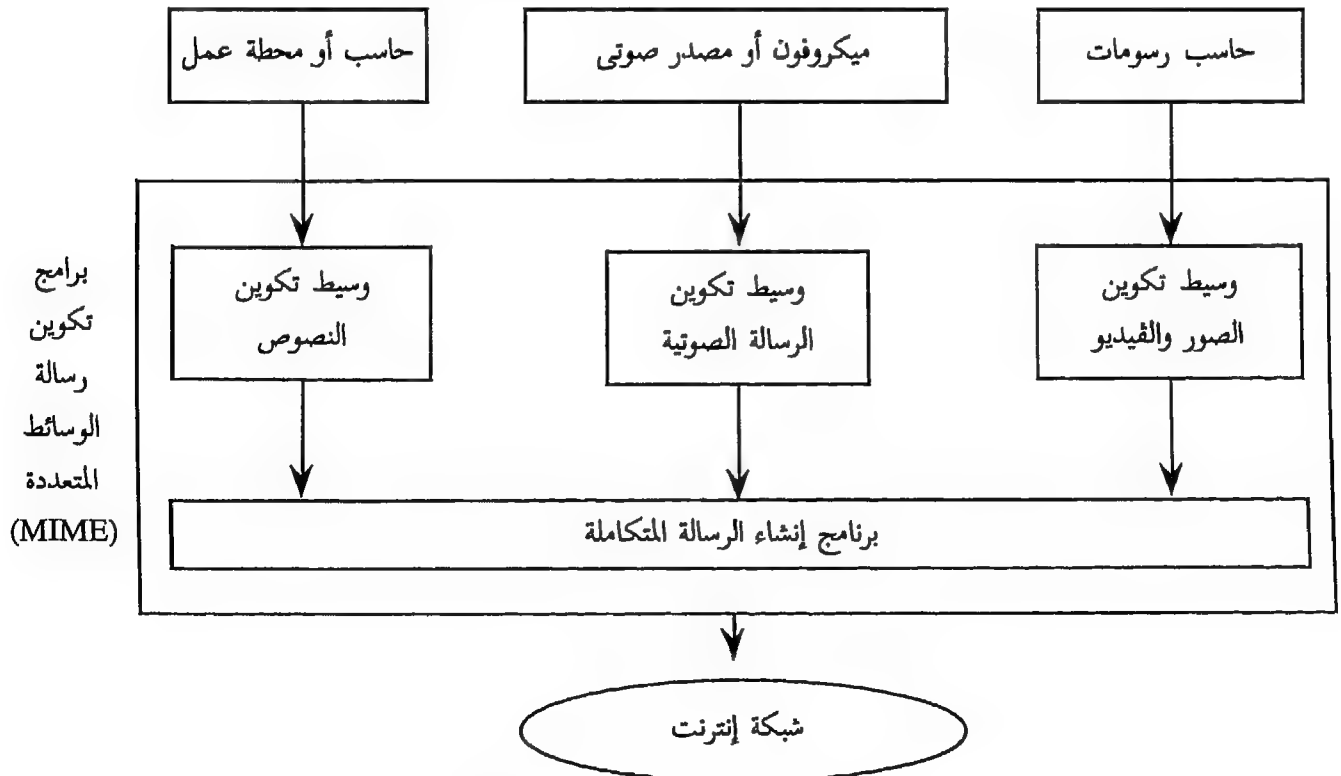 حاسب رسومات
ميكروفون أو مصدر صوتى
حاسب أو محطة عمل
وسيط تكوين
الصور والڤيديو
وسيط تكوين
الرسالة الصوتية
وسيط تكوين
النصوص
برنامج إنشاء الرسالة المتكاملة
برامج
تكوين
رسالة
الوسائط
المتعددة
(MIME)
شبكة إنترنت